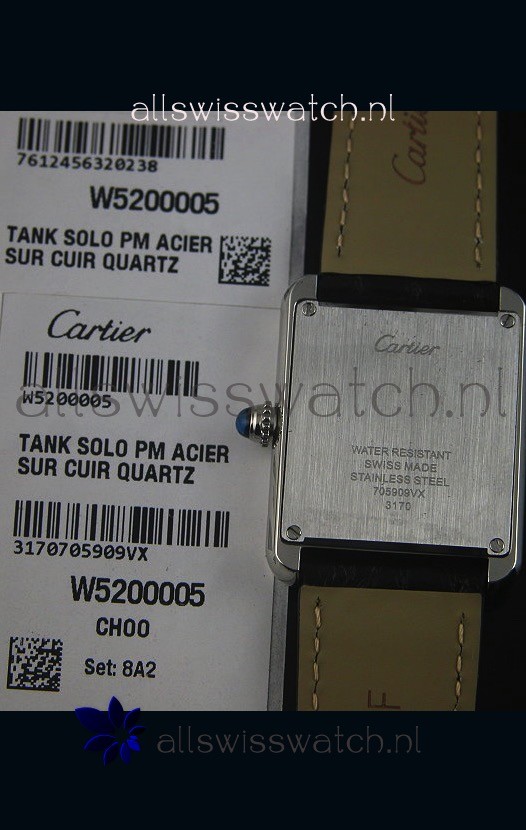 allswisswatch.nl
7612456320238
W5200005
TANK SOLO PM ACIER
SUR CUIR QUARTZ
Cartier
W5200005
TANK SOLO PM ACIER
SUR CUIR QUARTZ
3170705909VX
W5200005
CH00
Set: 8A2
Cartier
Cartier
WATER RESISTANT
SWISS MADE
STAINLESS STEEL
705909VX
3170
F
allswisswatch.nl
allswisswatch.nl